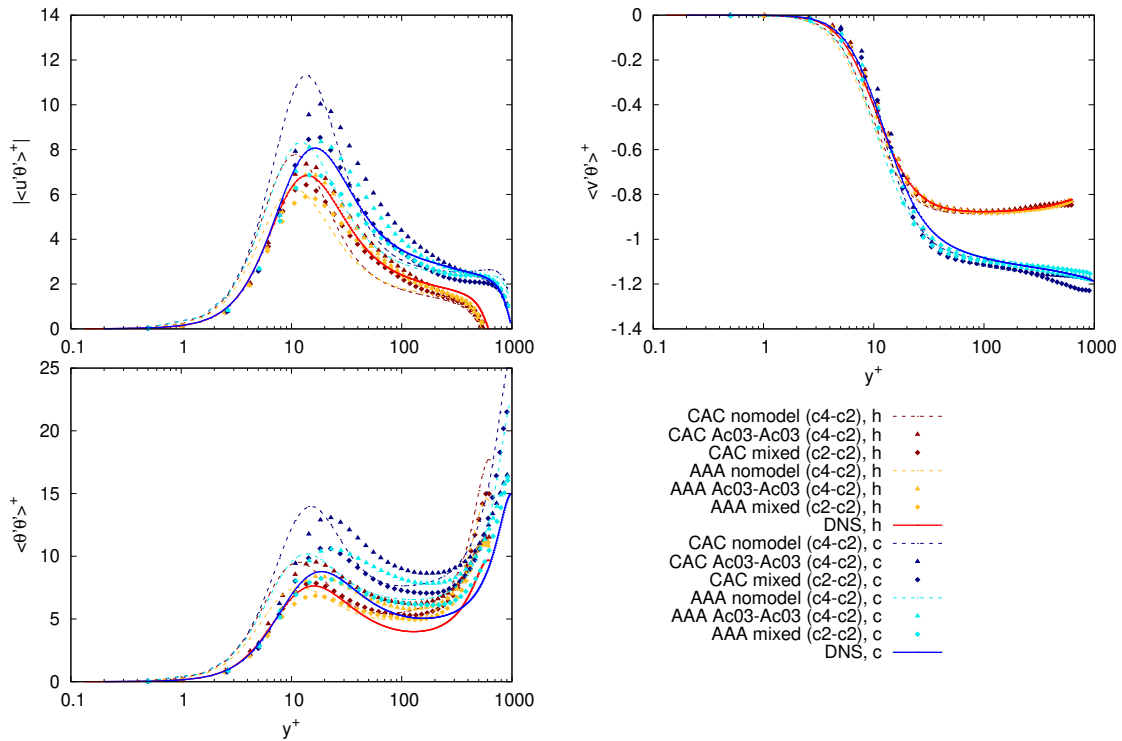 14
12
10
8
6
4
2
0
0.1 1 10 100 1000
|<u'θ'>+|
0
-0.2
-0.4
-0.6
-0.8
-1
-1.2
-1.4
0.1 1 10 100 1000
<v'θ'>+
y+
25
20
15
10
5
0
0.1 1 10 100 1000
<θ'θ'>+
y+
CAC nomodel (c4-c2), h
CAC Ac03-Ac03 (c4-c2), h
CAC mixed (c2-c2), h
AAA nomodel (c4-c2), h
AAA Ac03-Ac03 (c4-c2), h
AAA mixed (c2-c2), h
DNS, h
CAC nomodel (c4-c2), c
CAC Ac03-Ac03 (c4-c2), c
CAC mixed (c2-c2), c
AAA nomodel (c4-c2), c
AAA Ac03-Ac03 (c4-c2), c
AAA mixed (c2-c2), c
DNS, c